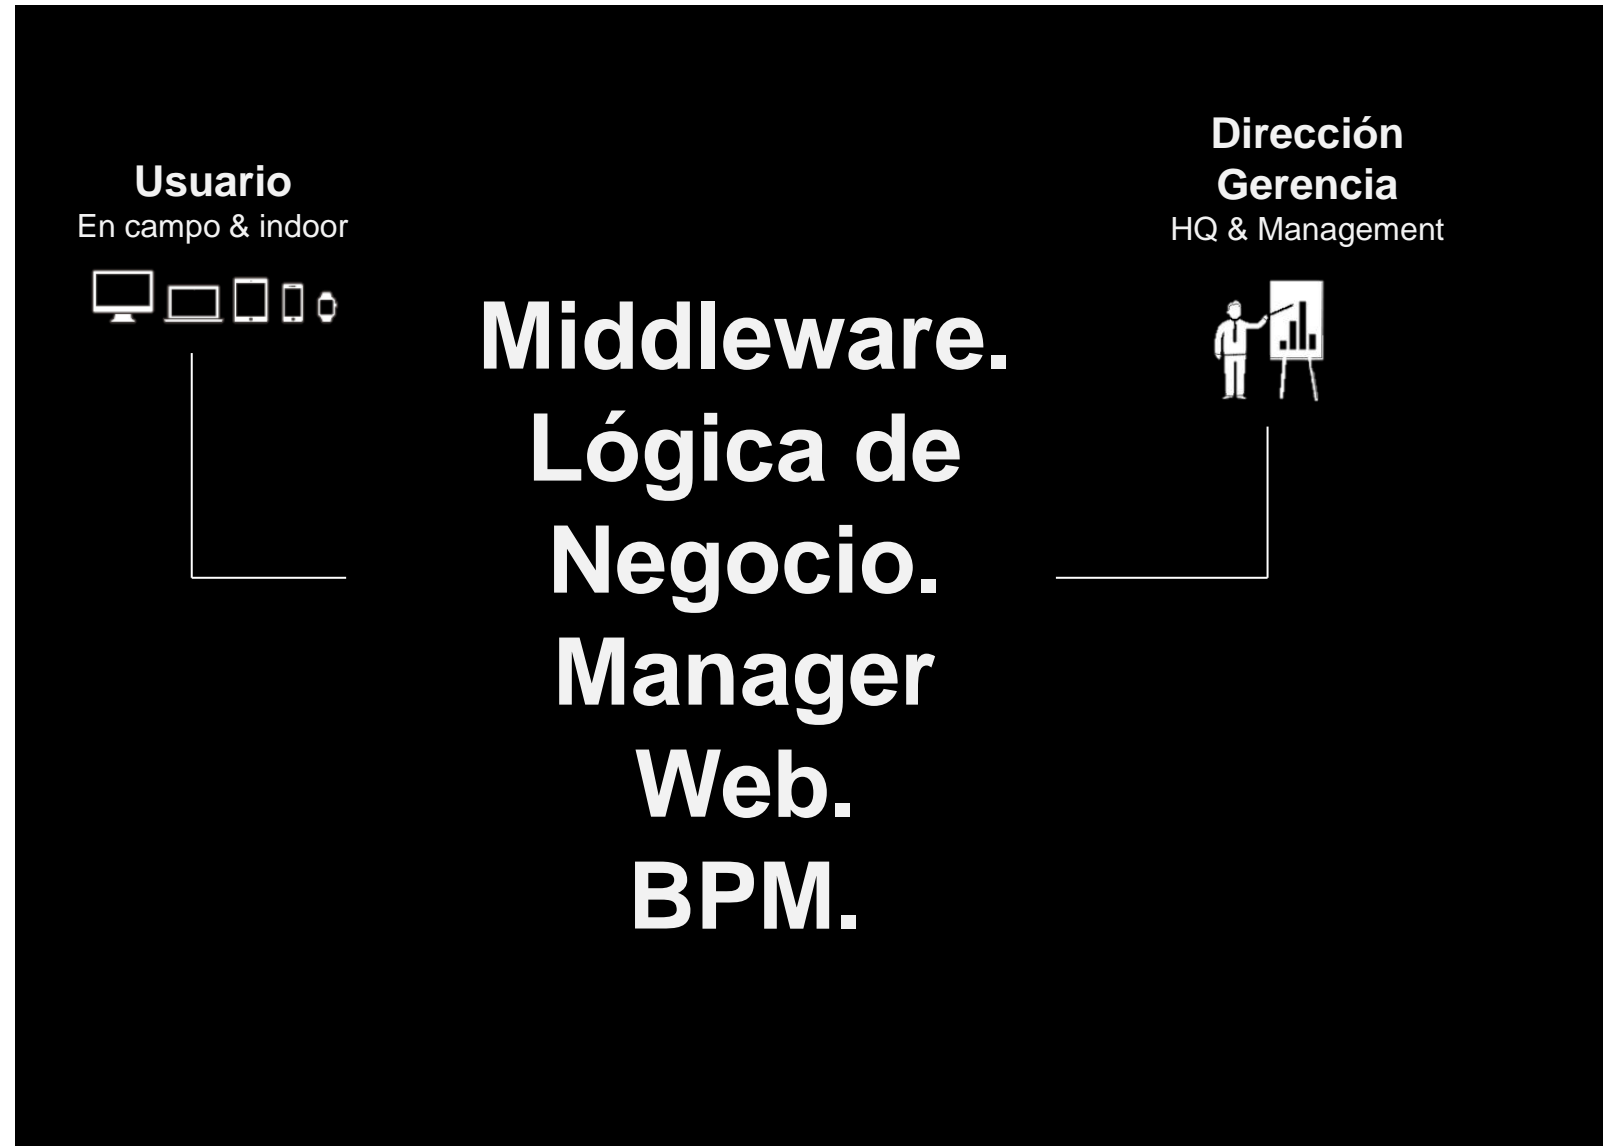 Usuario
En campo & indoor
Dirección
Gerencia
HQ & Management
Middleware.
Lógica de
Negocio.
Manager
Web.
BPM.